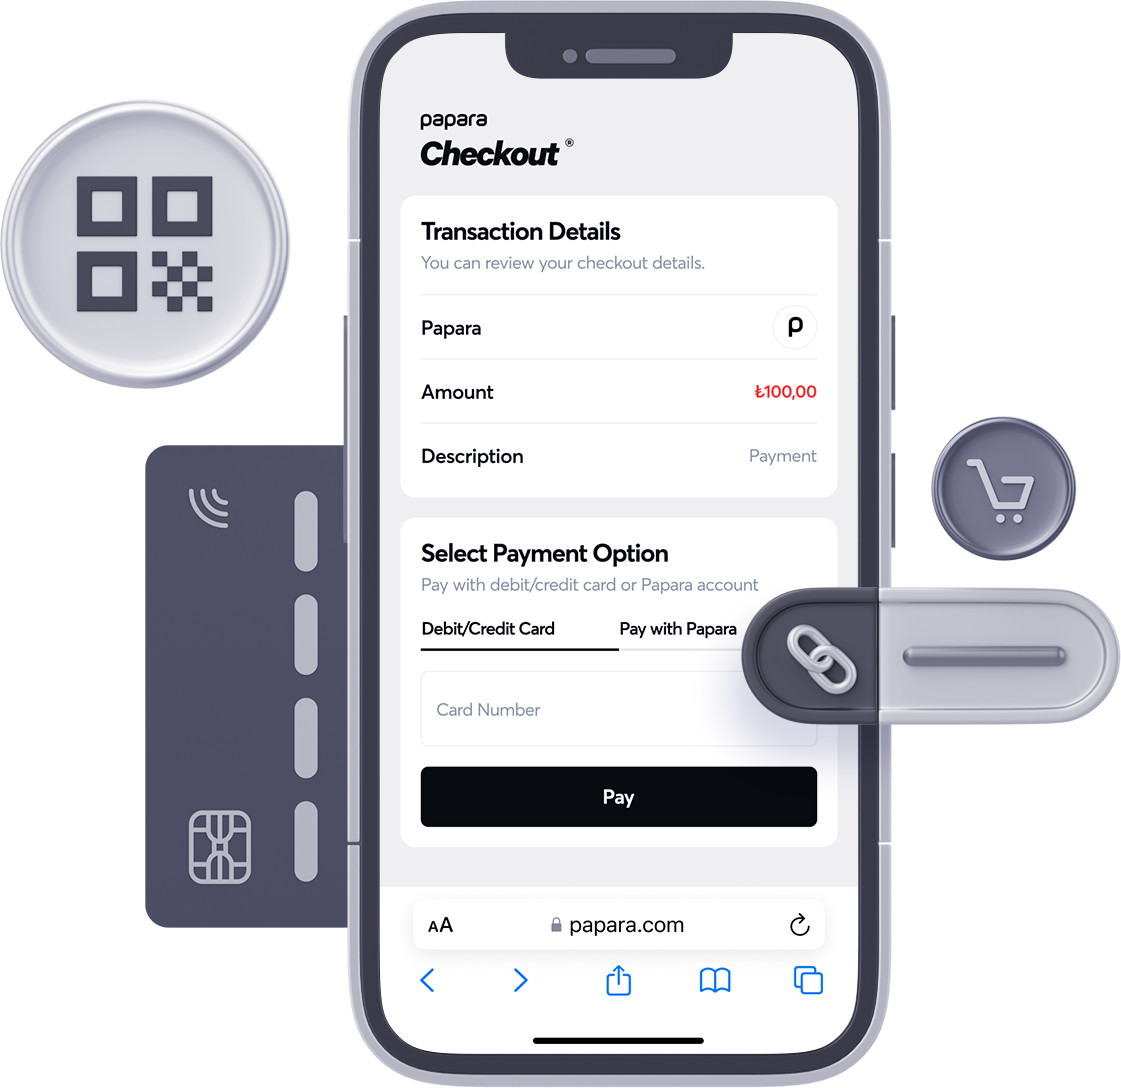 papara
Checkout ®
Transaction Details
You can review your checkout details.
Papara
Amount ₺100,00
Description Payment
Select Payment Option
Pay with debit/credit card or Papara account
Debit/Credit Card Pay with Papara
Card Number
Pay
AA papara.com